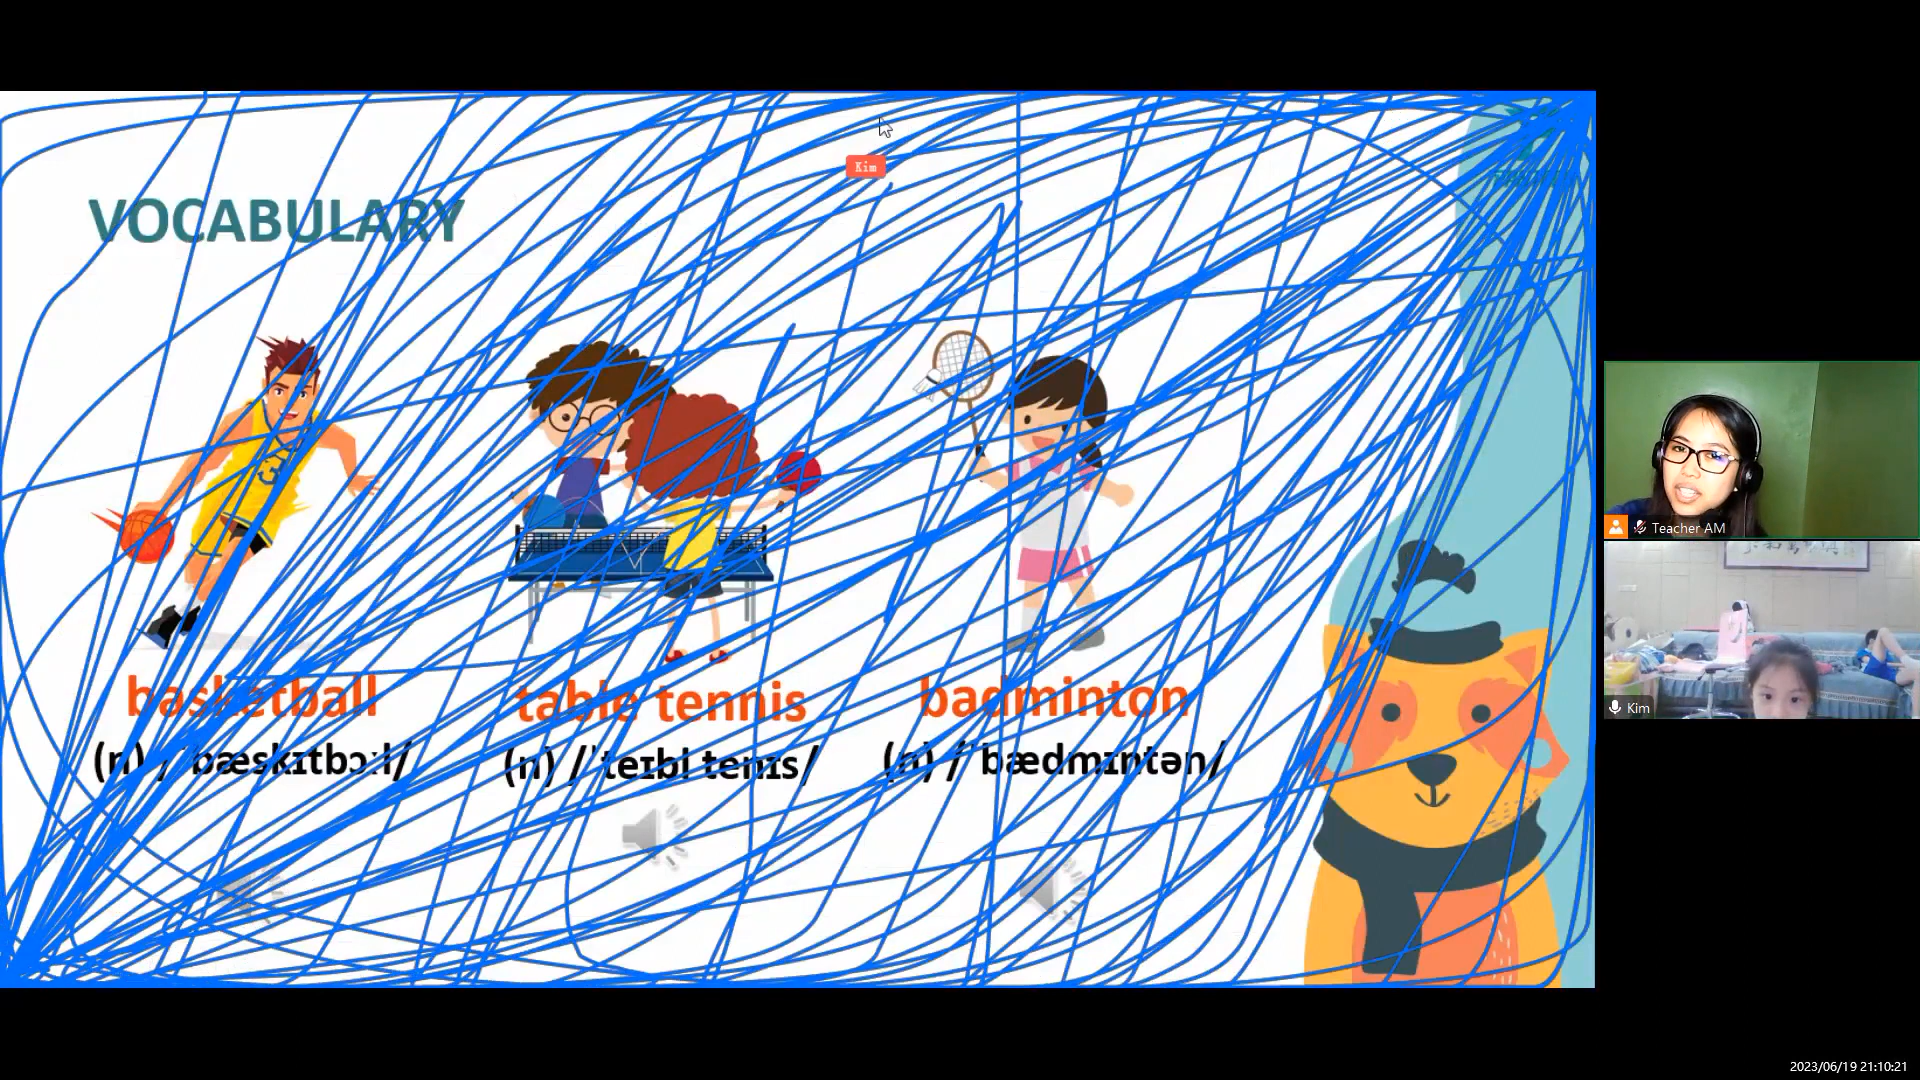 Kim
VOCABULARY
basketball
table tennis
badminton
(n) /ˈbæskɪtbɔːl/
(n) /ˈteɪbl tenɪs/
(n) /ˈbædmɪntən/
Teacher AM
Kim
2023/06/19 21:10:21